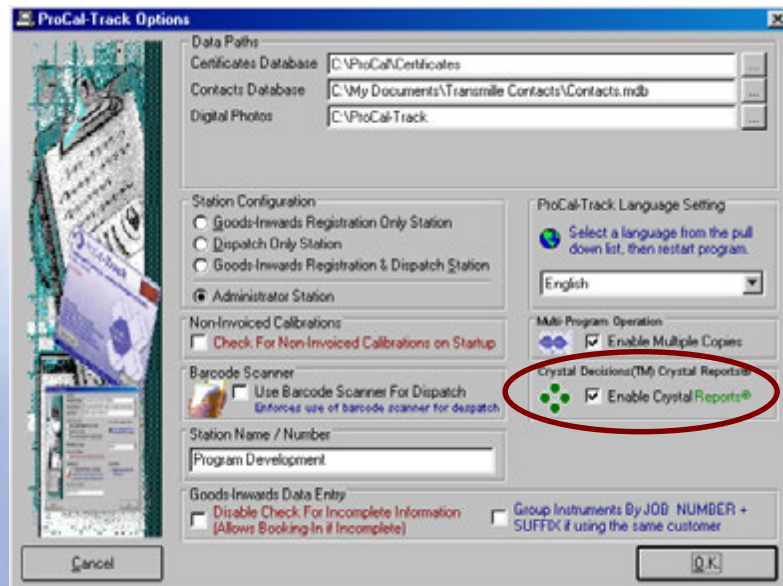 ProCal-Track Options
Data Paths
Certificates Database C:\ProCal\Certificates ...
Contacts Database C:\My Documents\Transmille Contacts\Contacts.mdb ...
Digital Photos C:\ProCal-Track ...
Station Configuration
Goods-Inwards Registration Only Station
Dispatch Only Station
Goods-Inwards Registration & Dispatch Station
Administrator Station
ProCal-Track Language Setting
Select a language from the pull
down list, then restart program.
English
Non-Invoiced Calibrations
Check For Non-Invoiced Calibrations on Startup
Multi-Program Operation
Enable Multiple Copies
Barcode Scanner
Use Barcode Scanner For Dispatch
Enforces use of barcode scanner for despatch
Crystal Decisions(TM) Crystal Reports®
Enable Crystal Reports®
Station Name / Number
Program Development
Goods-Inwards Data Entry
Disable Check For Incomplete Information
(Allows Booking-In if Incomplete)
Group Instruments By JOB NUMBER +
SUFFIX if using the same customer
Cancel
O.K.